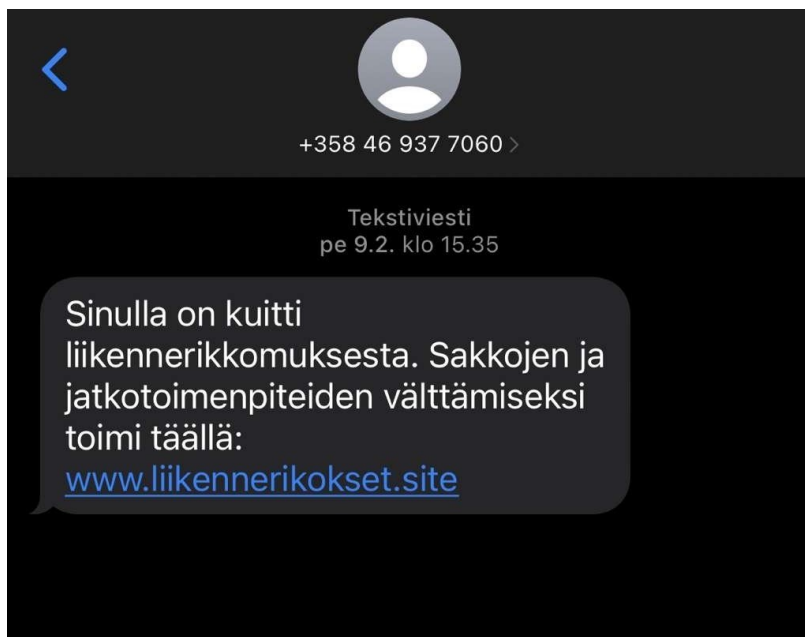 +358 46 937 7060
Tekstiviesti
pe 9.2. klo 15.35
Sinulla on kuitti
liikennerikkomuksesta. Sakkojen ja
jatkotoimenpiteiden välttämiseksi
toimi täällä:
www.liikennerikokset.site